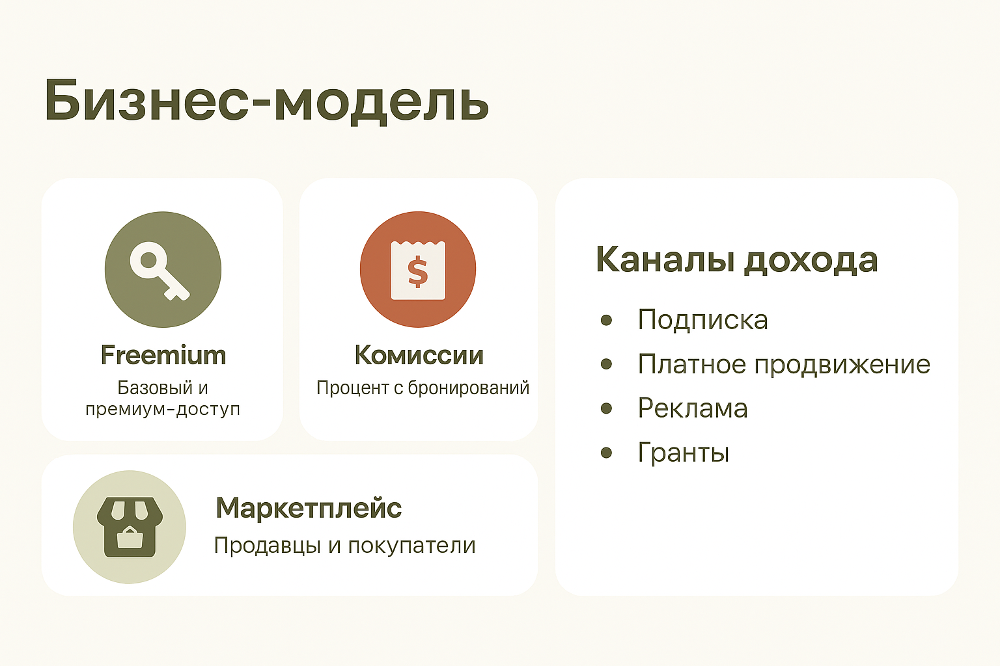 Бизнес-модель
Freemium
Базовый и
премиум-доступ
Комиссии
Процент с бронирований
Маркетплейс
Продавцы и покупатели
Каналы дохода
• Подписка
• Платное продвижение
• Реклама
• Гранты
$